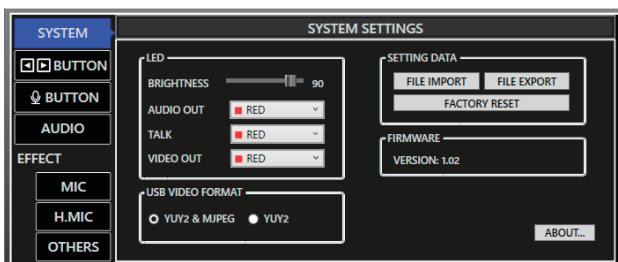 SYSTEM
BUTTON
BUTTON
AUDIO
EFFECT
MIC
H.MIC
OTHERS
SYSTEM SETTINGS
LED
BRIGHTNESS 90
AUDIO OUT RED
TALK RED
VIDEO OUT RED
USB VIDEO FORMAT
YUY2 & MJPEG YUY2
SETTING DATA
FILE IMPORT FILE EXPORT
FACTORY RESET
FIRMWARE
VERSION: 1.02
ABOUT...